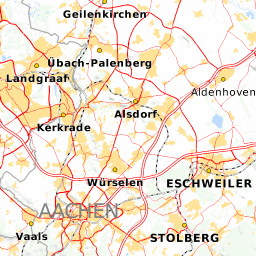 Geilenkirchen
Übach-Palenberg
Landgraaf
Aldenhoven
Alsdorf
Kerkrade
Würselen
ESCHWEILER
AACHEN
Vaals
STOLBERG